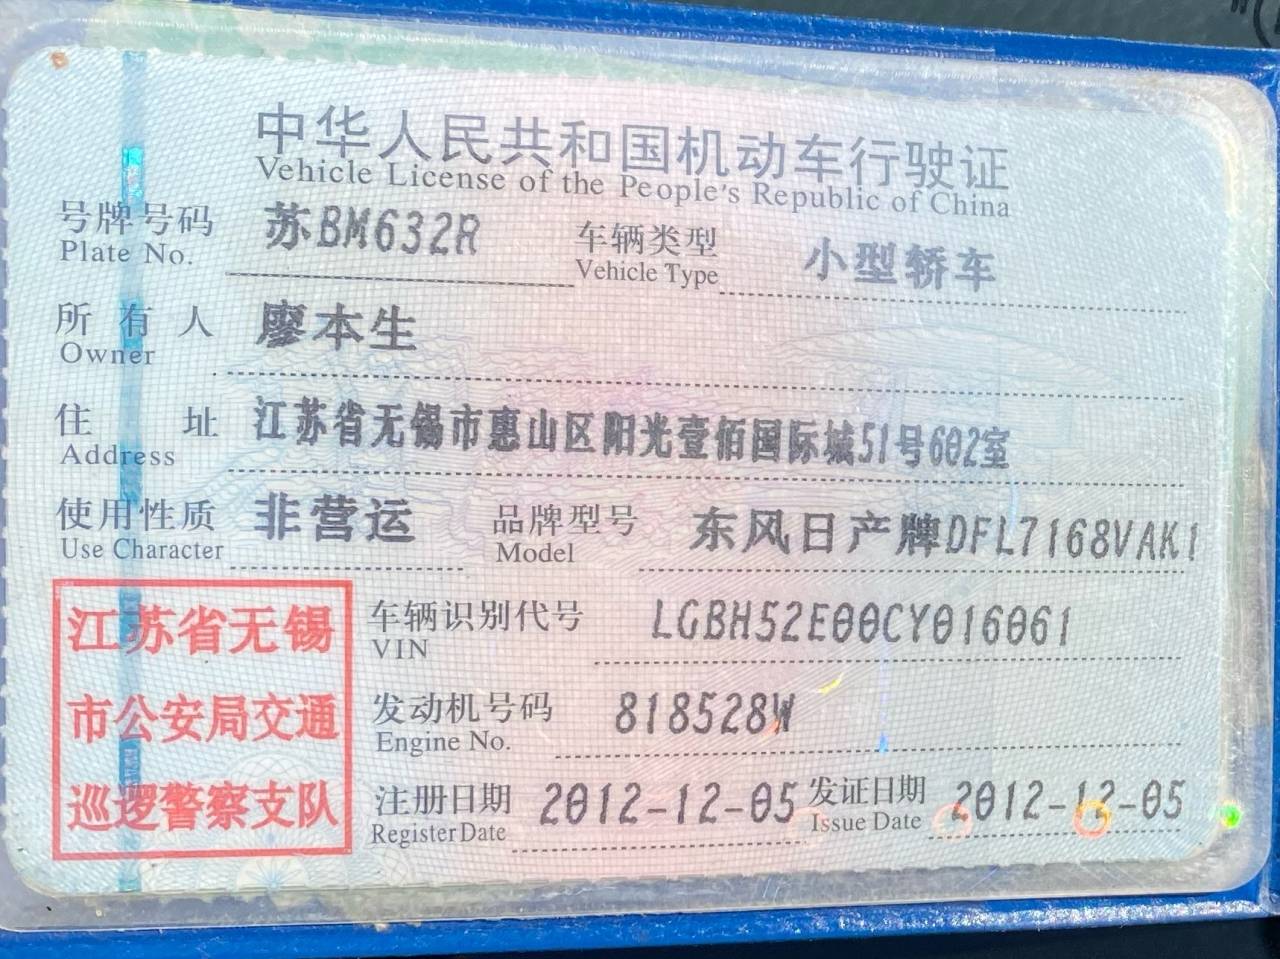 中华人民共和国机动车行驶证
Vehicle License of the People's Republic of China
号牌号码 苏BM632R 车辆类型 小型轿车
Plate No. Vehicle Type
所有人 廖本生
Owner
住址 江苏省无锡市惠山区阳光壹佰国际城51号602室
Address
使用性质 非营运 品牌型号 东风日产牌DFL7168VAK1
Use Character Model
江苏省无锡
市公安局交通
巡逻警察支队
车辆识别代号 LGBH52E00CY016061
VIN
发动机号码 818528W
Engine No.
注册日期 2012-12-05 发证日期 2012-12-05
Register Date Issue Date